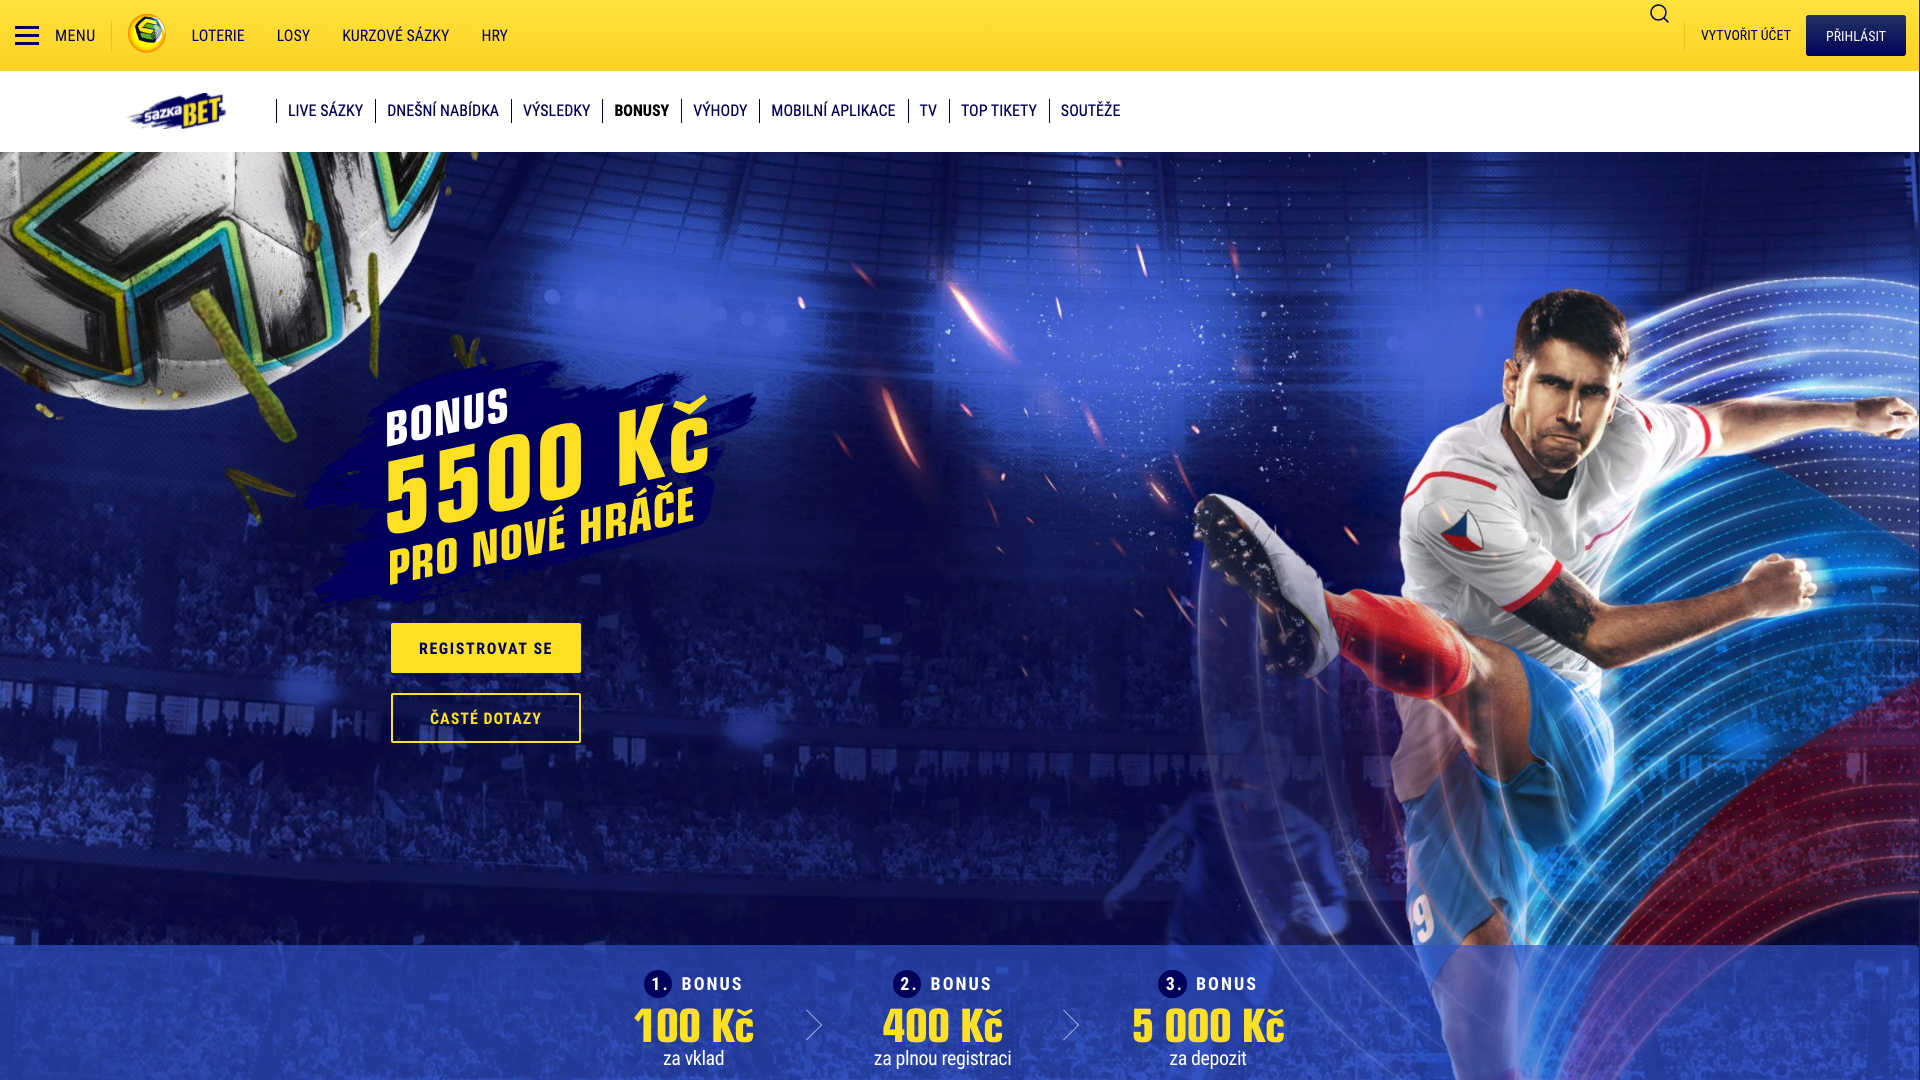 MENU
LOTERIE
LOSY
KURZOVÉ SÁZKY
HRY
VYTVOŘIT ÚČET
PŘIHLÁSIT
sazka BET
LIVE SÁZKY
DNEŠNÍ NABÍDKA
VÝSLEDKY
BONUSY
VÝHODY
MOBILNÍ APLIKACE
TV
TOP TIKETY
SOUTĚŽE
BONUS
5500 Kč
PRO NOVÉ HRÁČE
REGISTROVAT SE
ČASTÉ DOTAZY
9
1. BONUS
100 Kč
za vklad
2. BONUS
400 Kč
za plnou registraci
3. BONUS
5 000 Kč
za depozit